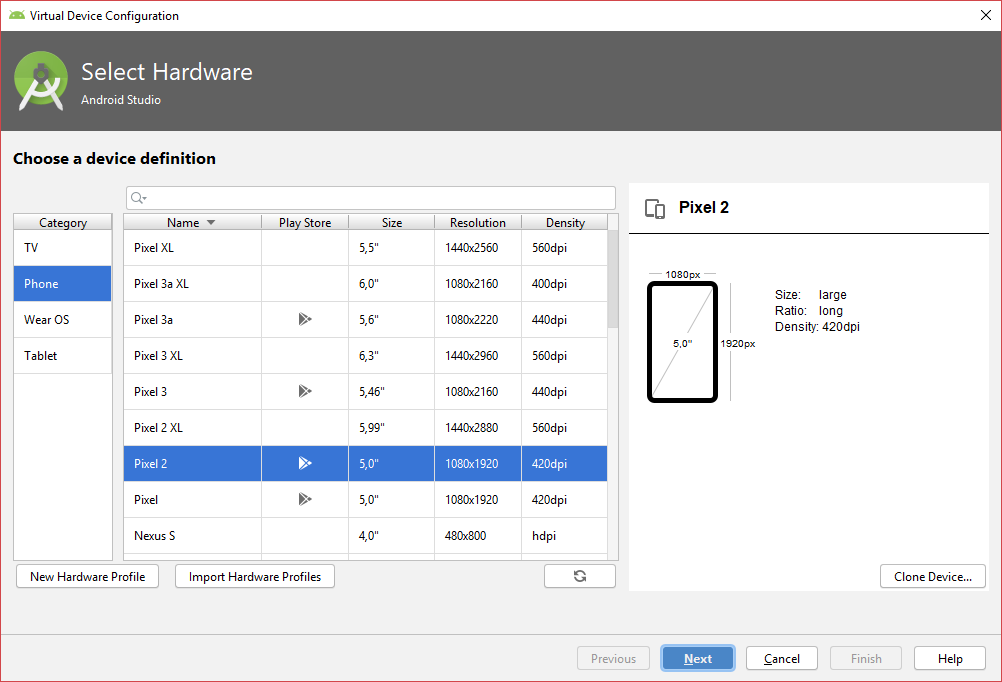 Virtual Device Configuration
Select Hardware
Android Studio
Choose a device definition
Category
TV
Phone
Wear OS
Tablet
Name Play Store Size Resolution Density
Pixel XL 5,5" 1440x2560 560dpi
Pixel 3a XL 6,0" 1080x2160 400dpi
Pixel 3a 5,6" 1080x2220 440dpi
Pixel 3 XL 6,3" 1440x2960 560dpi
Pixel 3 5,46" 1080x2160 440dpi
Pixel 2 XL 5,99" 1440x2880 560dpi
Pixel 2 5,0" 1080x1920 420dpi
Pixel 5,0" 1080x1920 420dpi
Nexus S 4,0" 480x800 hdpi
New Hardware Profile Import Hardware Profiles
Pixel 2
1080px
5,0"
1920px
Size: large
Ratio: long
Density: 420dpi
Clone Device...
Previous Next Cancel Finish Help